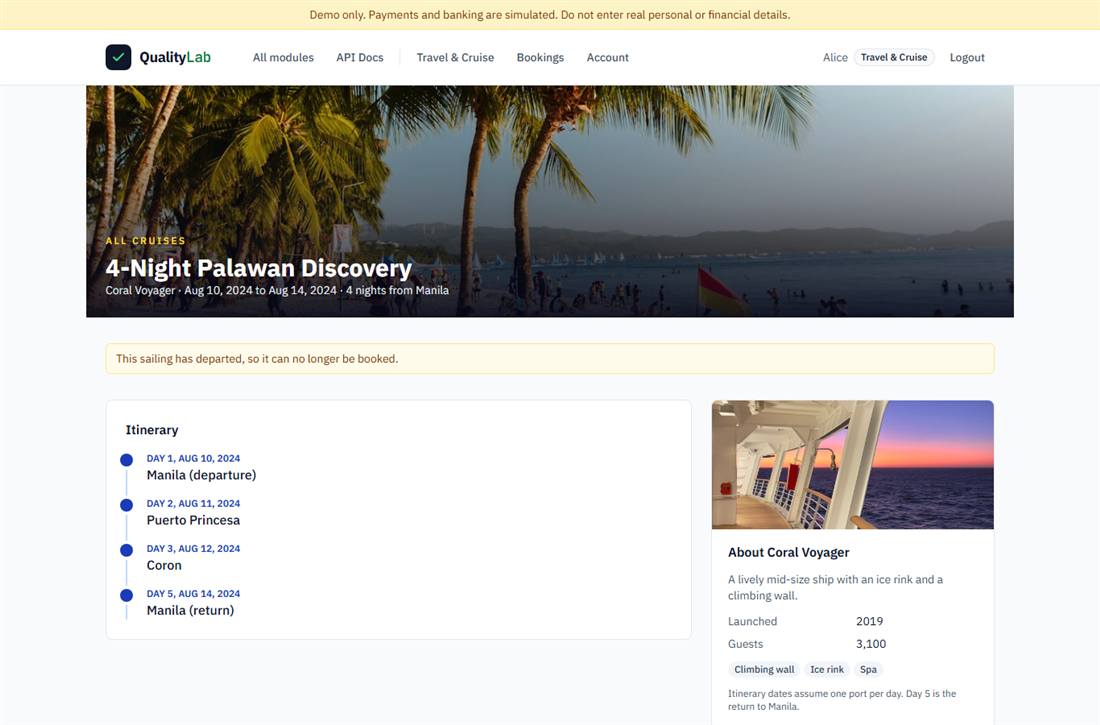 Demo only. Payments and banking are simulated. Do not enter real personal or financial details.
QualityLab
All modules
API Docs
Travel & Cruise
Bookings
Account
Alice
Travel & Cruise
Logout
ALL CRUISES
4-Night Palawan Discovery
Coral Voyager · Aug 10, 2024 to Aug 14, 2024 · 4 nights from Manila
This sailing has departed, so it can no longer be booked.
Itinerary
DAY 1, AUG 10, 2024
Manila (departure)
DAY 2, AUG 11, 2024
Puerto Princesa
DAY 3, AUG 12, 2024
Coron
DAY 5, AUG 14, 2024
Manila (return)
About Coral Voyager
A lively mid-size ship with an ice rink and a
climbing wall.
Launched 2019
Guests 3,100
Climbing wall
Ice rink
Spa
Itinerary dates assume one port per day. Day 5 is the
return to Manila.